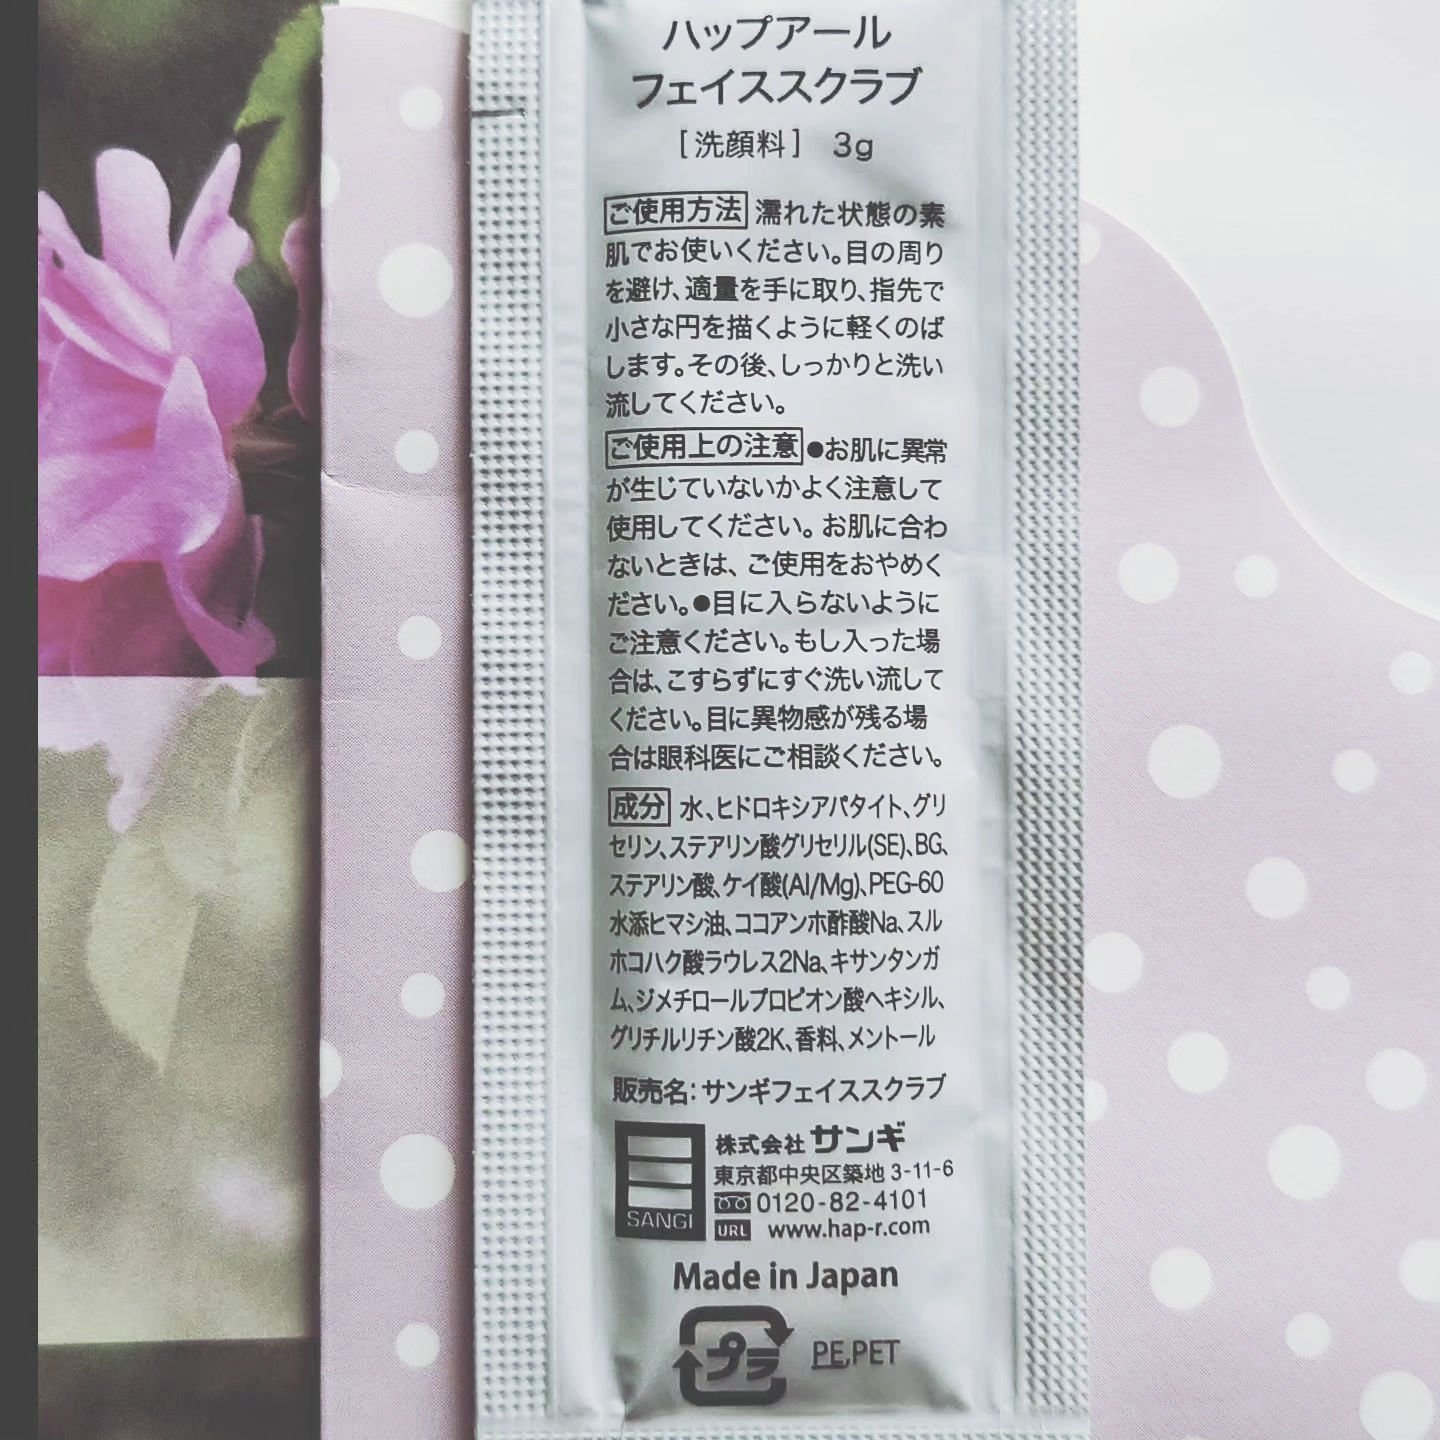 ハップアール
フェイススクラブ
[洗顔料] 3g
ご使用方法 濡れた状態の素
肌でお使いください。目の周り
を避け、適量を手に取り、指先で
小さな円を描くように軽くのば
します。その後、しっかりと洗い
流してください。
ご使用上の注意 ●お肌に異常
が生じていないかよく注意して
使用してください。お肌に合わ
ないときは、ご使用をおやめく
ださい。●目に入らないように
ご注意ください。もし入った場
合は、こすらずにすぐ洗い流して
ください。目に異物感が残る場
合は眼科医にご相談ください。
成分 水、ヒドロキシアパタイト、グリ
セリン、ステアリン酸グリセリル(SE)、BG、
ステアリン酸、ケイ酸(Al/Mg)、PEG-60
水添ヒマシ油、ココアンホ酢酸Na、スル
ホコハク酸ラウレス2Na、キサンタンガ
ム、ジメチロールプロピオン酸ヘキシル、
グリチルリチン酸2K、香料、メントール
販売名：サンギフェイススクラブ
株式会社 サンギ
東京都中央区築地 3-11-6
0120-82-4101
SANGI
URL www.hap-r.com
Made in Japan
プラ PE,PET